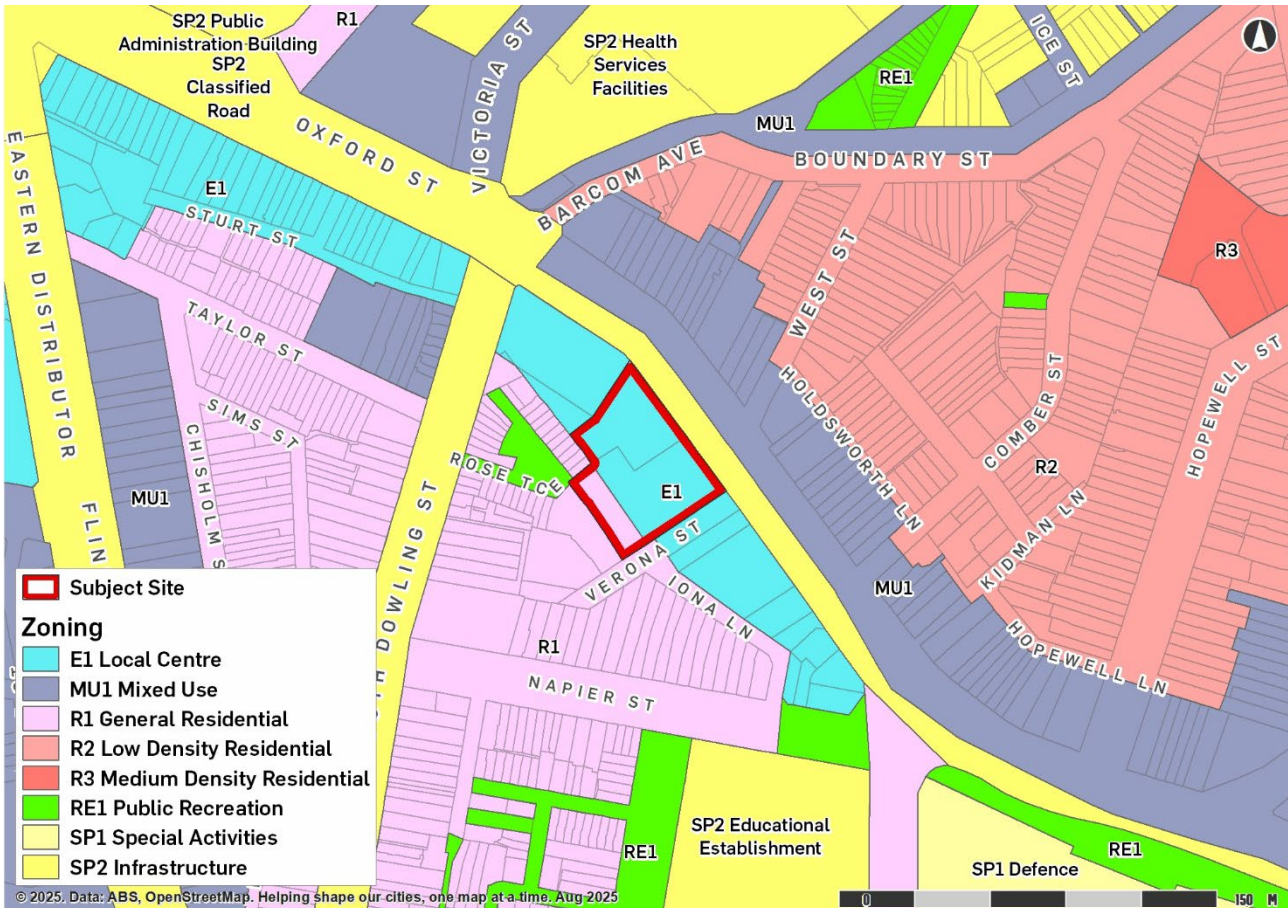 SP2 Public
Administration Building
SP2
Classified
Road
R1
VICTORIA ST
SP2 Health
Services
Facilities
ICE ST
RE1
MU1
EASTERN DISTRIBUTOR
OXFORD ST
BARCOM AVE
BOUNDARY ST
E1
STURT ST
R3
WEST ST
TAYLOR ST
HOLDSWORTH LN
COMBER ST
HOPEWELL ST
SIMS ST
CHISHOLM S
ROSE TCE
R2
MU1
E1
FLIN
VERONA ST
KIDMAN LN
MU1
IONA LN
TH DOWLING ST
HOPEWELL LN
R1
NAPIER ST
SP2 Educational
Establishment
RE1
RE1
SP1 Defence
Subject Site
Zoning
E1 Local Centre
MU1 Mixed Use
R1 General Residential
R2 Low Density Residential
R3 Medium Density Residential
RE1 Public Recreation
SP1 Special Activities
SP2 Infrastructure
© 2025. Data: ABS, OpenStreetMap. Helping shape our cities, one map at a time. Aug 2025
0 150 M